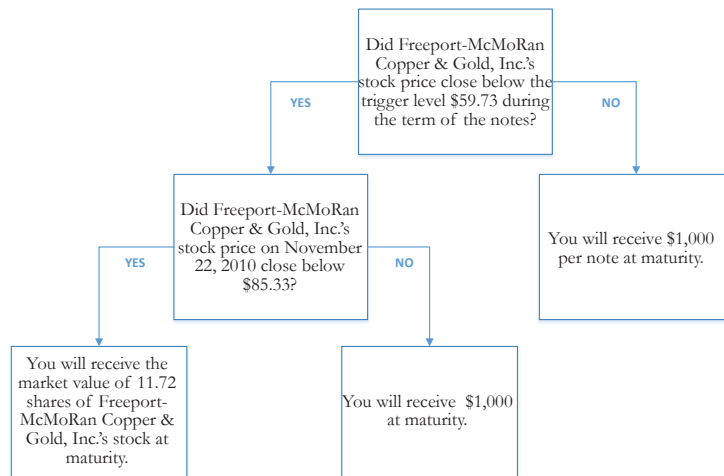 Did Freeport-McMoRan
Copper & Gold, Inc.'s
stock price close below the
trigger level $59.73 during
the term of the notes?
YES
NO
Did Freeport-McMoRan
Copper & Gold, Inc.'s
stock price on November
22, 2010 close below
$85.33?
You will receive $1,000
per note at maturity.
YES
NO
You will receive the
market value of 11.72
shares of Freeport-
McMoRan Copper &
Gold, Inc.'s stock at
maturity.
You will receive $1,000
at maturity.